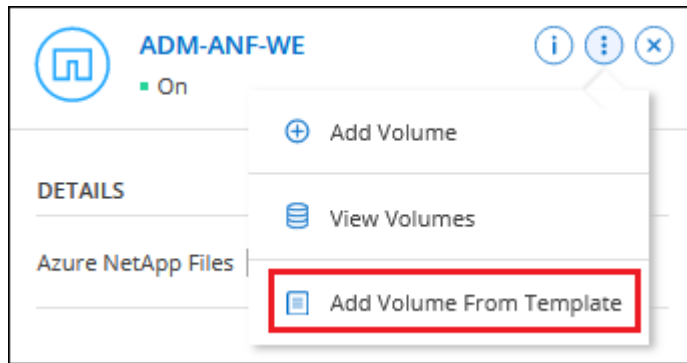 ADM-ANF-WE
On
Add Volume
DETAILS
View Volumes
Azure NetApp Files
Add Volume From Template